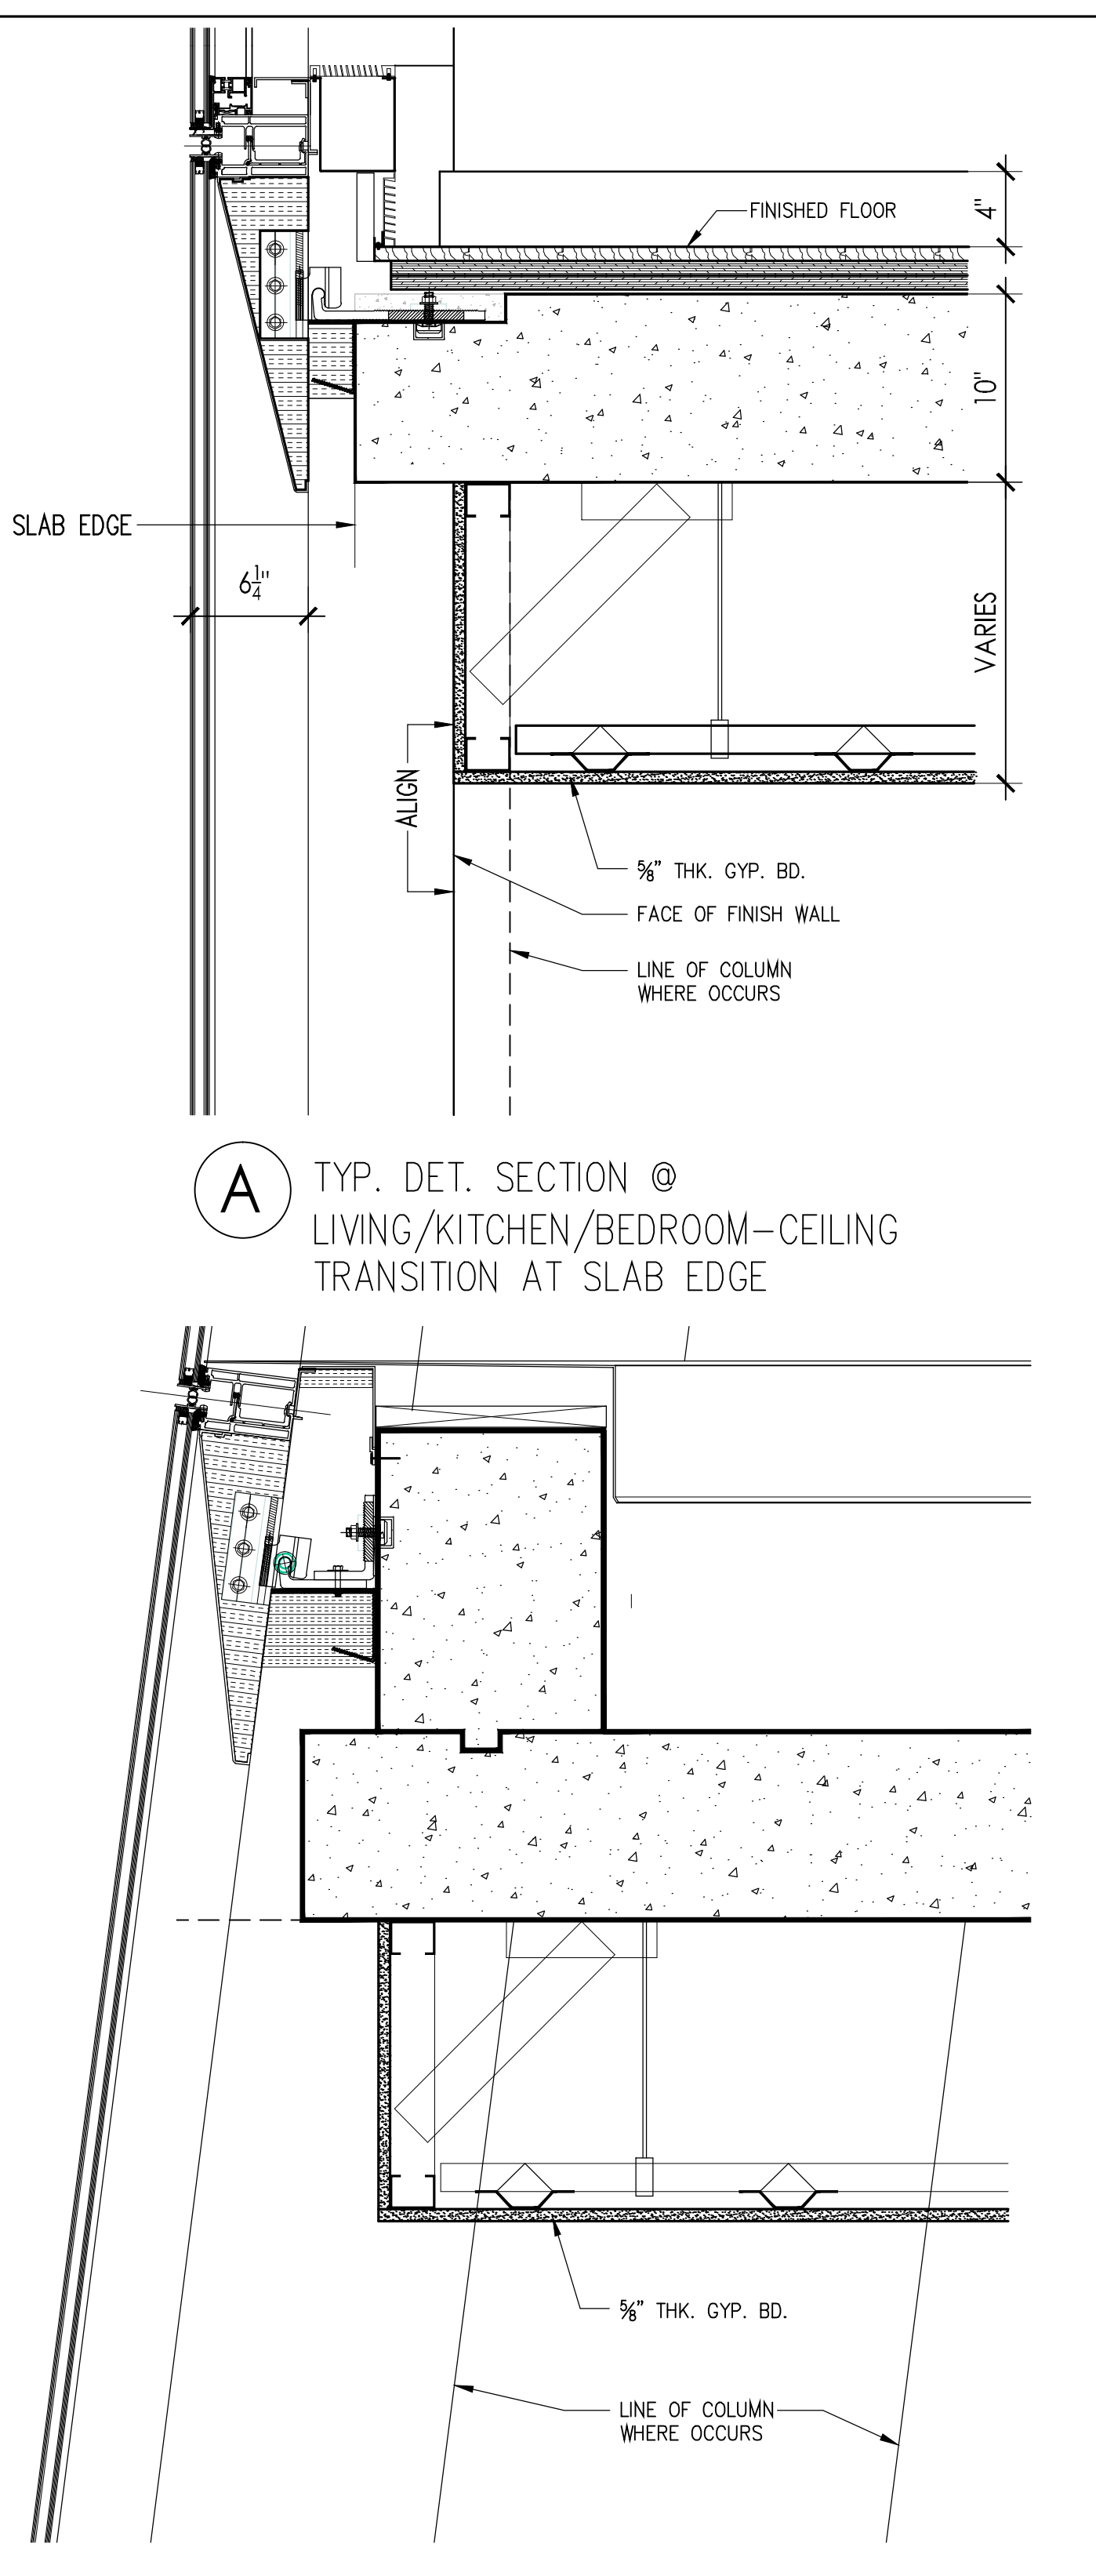 4"
FINISHED FLOOR
10"
SLAB EDGE
6¼"
VARIES
ALIGN
⅝" THK. GYP. BD.
FACE OF FINISH WALL
LINE OF COLUMN
WHERE OCCURS
A
TYP. DET. SECTION @
LIVING/KITCHEN/BEDROOM-CEILING
TRANSITION AT SLAB EDGE
⅝" THK. GYP. BD.
LINE OF COLUMN
WHERE OCCURS